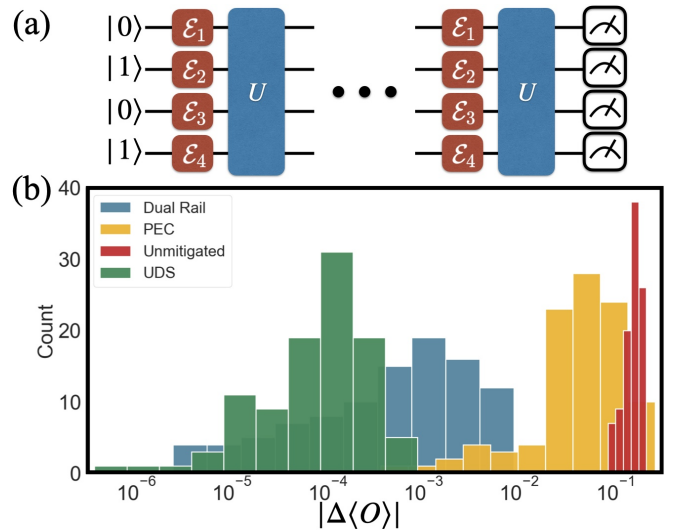 (a)
|0⟩ ℰ₁ U ℰ₁ U
|1⟩ ℰ₂ ℰ₂
|0⟩ ℰ₃ • • • ℰ₃
|1⟩ ℰ₄ ℰ₄
(b)
40
30
20
10
0
Count
Dual Rail
PEC
Unmitigated
UDS
10⁻⁶ 10⁻⁵ 10⁻⁴ 10⁻³ 10⁻² 10⁻¹
|Δ⟨O⟩|